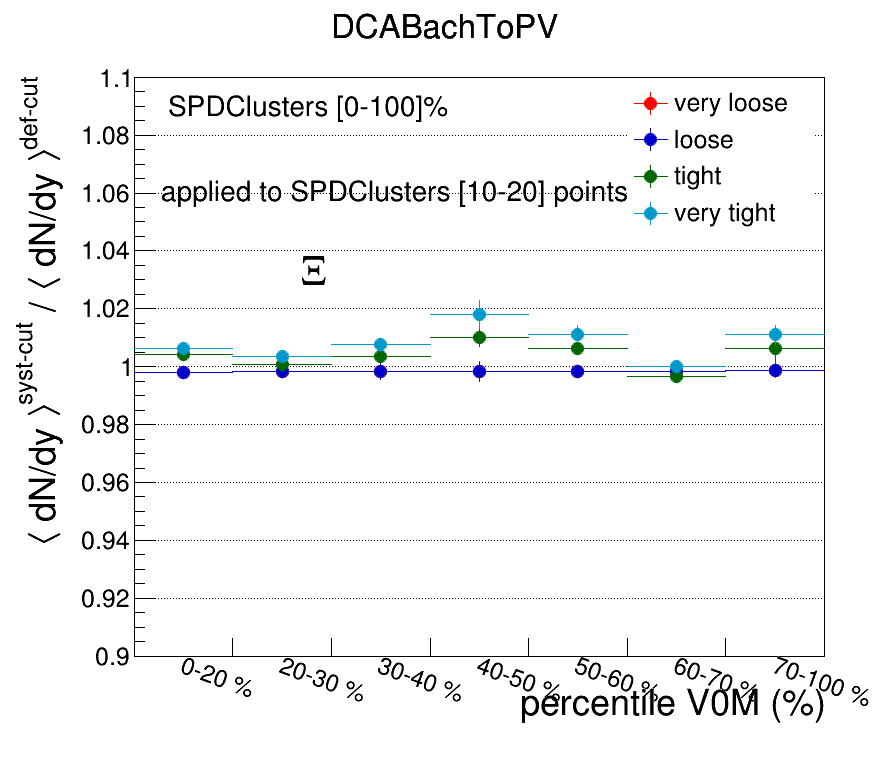 DCABachToPV
⟨ dN/dy ⟩^syst-cut / ⟨ dN/dy ⟩^def-cut
1.1
1.08
1.06
1.04
1.02
1
0.98
0.96
0.94
0.92
0.9
SPDClusters [0-100]%
applied to SPDClusters [10-20] points
Ξ
very loose
loose
tight
very tight
0-20 %
20-30 %
30-40 %
40-50 %
50-60 %
60-70 %
70-100 %
percentile V0M (%)